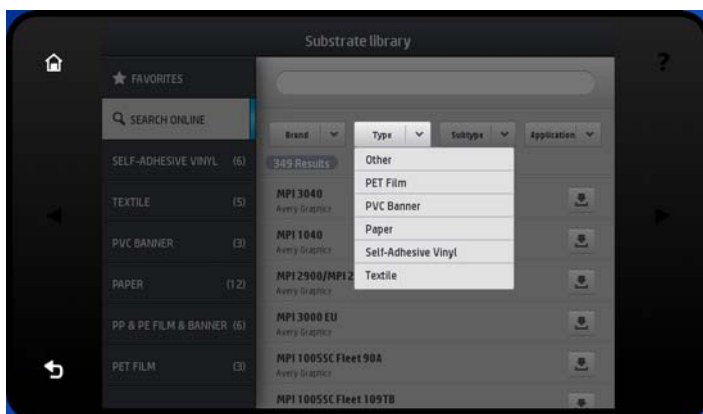 Substrate library
?
FAVORITES
SEARCH ONLINE
SELF-ADHESIVE VINYL (6)
TEXTILE (5)
PVC BANNER (3)
PAPER (12)
PP & PE FILM & BANNER (6)
PET FILM (3)
Brand Type Subtype Application
349 Results
Other
PET Film
PVC Banner
Paper
Self-Adhesive Vinyl
Textile
MPI 3040
Avery Graphics
MPI 1040
Avery Graphics
MPI 2900/MPI 2
Avery Graphics
MPI 3000 EU
Avery Graphics
MPI 1005SC Fleet 90A
Avery Graphics
MPI 1005SC Fleet 109TB